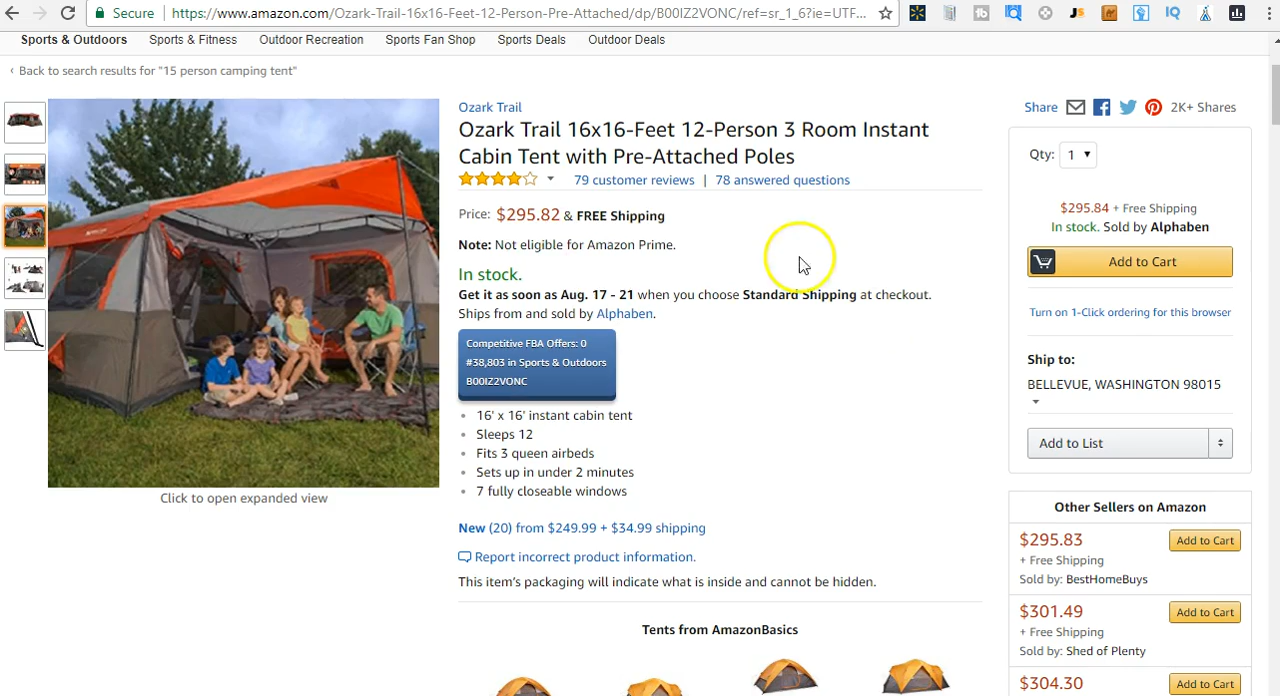 Secure
https://www.amazon.com/Ozark-Trail-16x16-Feet-12-Person-Pre-Attached/dp/B00IZ2VONC/ref=sr_1_6?ie=UTF...
Sports & Outdoors Sports & Fitness Outdoor Recreation Sports Fan Shop Sports Deals Outdoor Deals
‹ Back to search results for "15 person camping tent"
Ozark Trail
Ozark Trail 16x16-Feet 12-Person 3 Room Instant
Cabin Tent with Pre-Attached Poles
79 customer reviews | 78 answered questions
Price: $295.82 & FREE Shipping
Note: Not eligible for Amazon Prime.
In stock.
Get it as soon as Aug. 17 - 21 when you choose Standard Shipping at checkout.
Ships from and sold by Alphaben.
Competitive FBA Offers: 0
#38,803 in Sports & Outdoors
B00IZ2VONC
• 16' x 16' instant cabin tent
• Sleeps 12
• Fits 3 queen airbeds
• Sets up in under 2 minutes
• 7 fully closeable windows
Click to open expanded view
New (20) from $249.99 + $34.99 shipping
Report incorrect product information.
This item's packaging will indicate what is inside and cannot be hidden.
Tents from AmazonBasics
Share 2K+ Shares
Qty: 1
$295.84 + Free Shipping
In stock. Sold by Alphaben
Add to Cart
Turn on 1-Click ordering for this browser
Ship to:
BELLEVUE, WASHINGTON 98015
Add to List
Other Sellers on Amazon
$295.83 Add to Cart
+ Free Shipping
Sold by: BestHomeBuys
$301.49 Add to Cart
+ Free Shipping
Sold by: Shed of Plenty
$304.30 Add to Cart